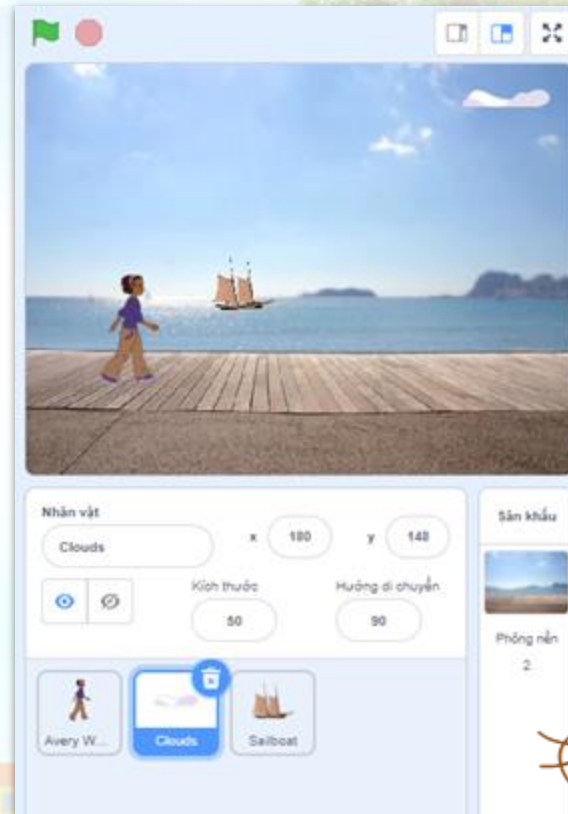 Nhân vật
Clouds
x 180
y 148
Kích thước
50
Hướng di chuyển
90
Avery W...
Clouds
Sailboat
Sân khấu
Phông nền
2